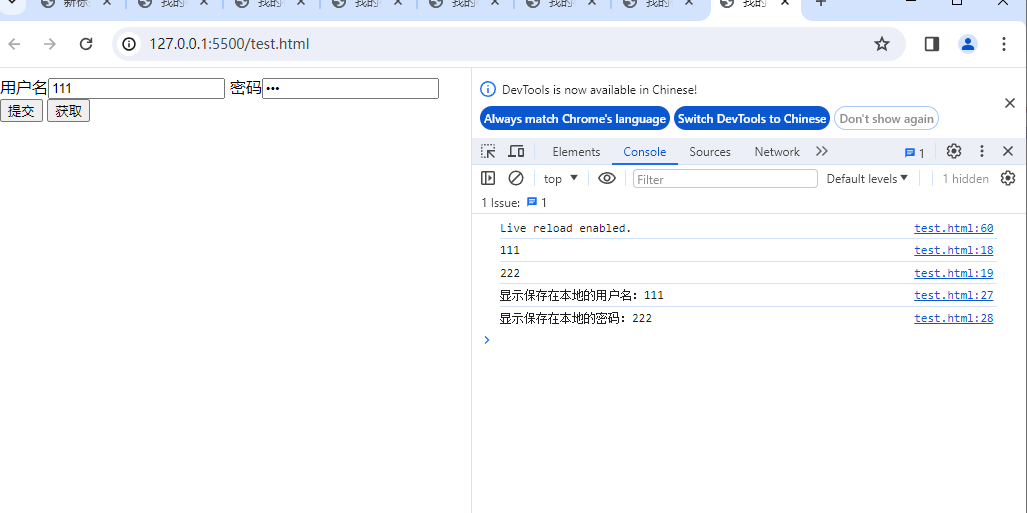 127.0.0.1:5500/test.html
用户名 111 密码 •••
提交 获取
DevTools is now available in Chinese!
Always match Chrome's language Switch DevTools to Chinese Don't show again
Elements Console Sources Network 1
top Filter Default levels 1 hidden
1 Issue: 1
Live reload enabled. test.html:60
111 test.html:18
222 test.html:19
显示保存在本地的用户名: 111 test.html:27
显示保存在本地的密码: 222 test.html:28